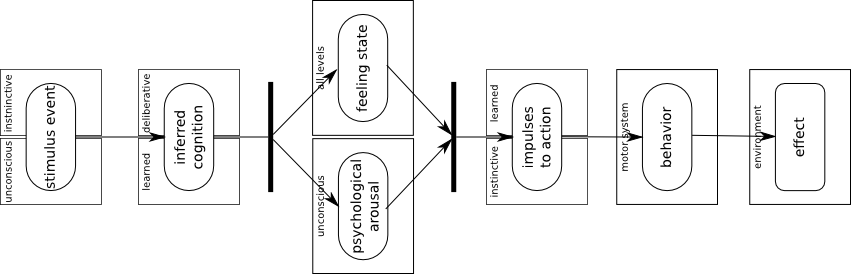 unconscious
instninctive
stimulus event
learned
deliberative
inferred
cognition
all levels
feeling state
unconscious
psychological
arousal
instinctive
learned
impulses
to action
motor system
behavior
environment
effect